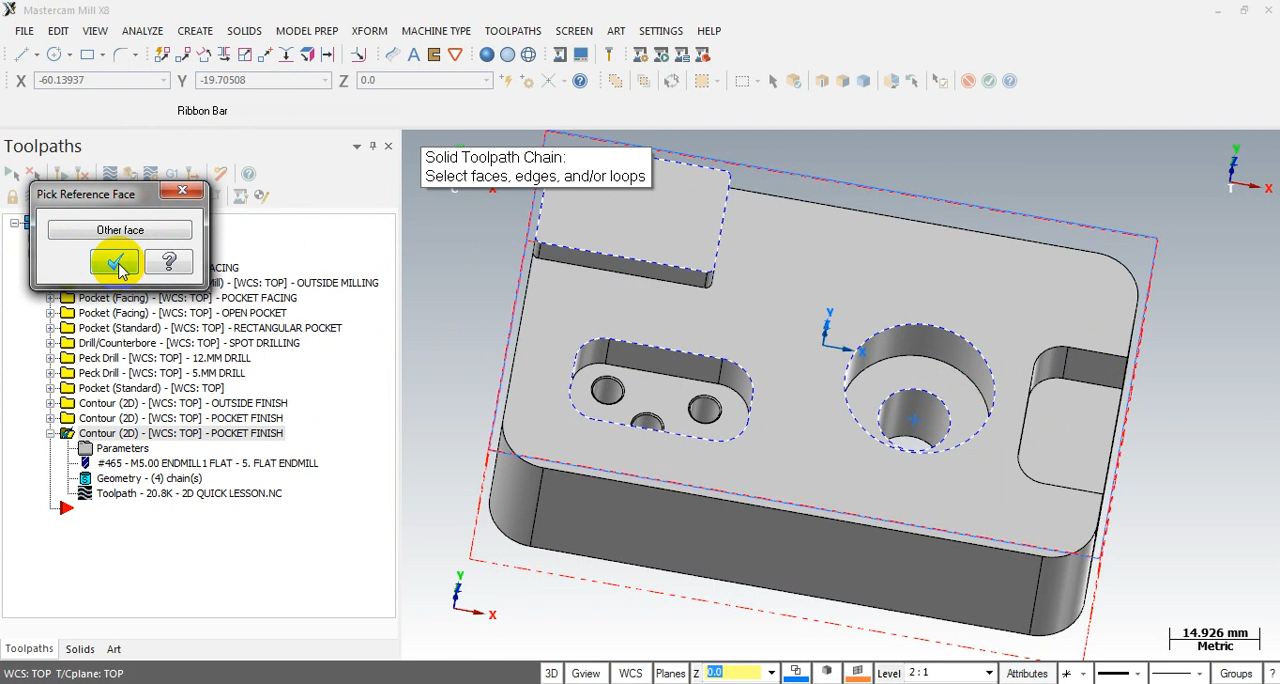 Mastercam Mill X8
FILE EDIT VIEW ANALYZE CREATE SOLIDS MODEL PREP XFORM MACHINE TYPE TOOLPATHS SCREEN ART SETTINGS HELP
X -60.13937 Y -19.70508 Z 0.0
Ribbon Bar
Toolpaths
G1
Pick Reference Face
Other face
ACING
Mill) - [WCS: TOP] - OUTSIDE MILLING
Pocket (Facing) - [WCS: TOP] - POCKET FACING
Pocket (Facing) - [WCS: TOP] - OPEN POCKET
Pocket (Standard) - [WCS: TOP] - RECTANGULAR POCKET
Drill/Counterbore - [WCS: TOP] - SPOT DRILLING
Peck Drill - [WCS: TOP] - 12.MM DRILL
Peck Drill - [WCS: TOP] - 5.MM DRILL
Pocket (Standard) - [WCS: TOP]
Contour (2D) - [WCS: TOP] - OUTSIDE FINISH
Contour (2D) - [WCS: TOP] - POCKET FINISH
Contour (2D) - [WCS: TOP] - POCKET FINISH
Parameters
#465 - M5.00 ENDMILL1 FLAT - 5. FLAT ENDMILL
Geometry - (4) chain(s)
Toolpath - 20.8K - 2D QUICK LESSON.NC
Solid Toolpath Chain:
Select faces, edges, and/or loops
X
Y
T X
Y
X
Y
X
14.926 mm
Metric
Toolpaths Solids Art
WCS: TOP T/Cplane: TOP
3D Gview WCS Planes Z 0.0 Level 2 : 1 Attributes Groups ?